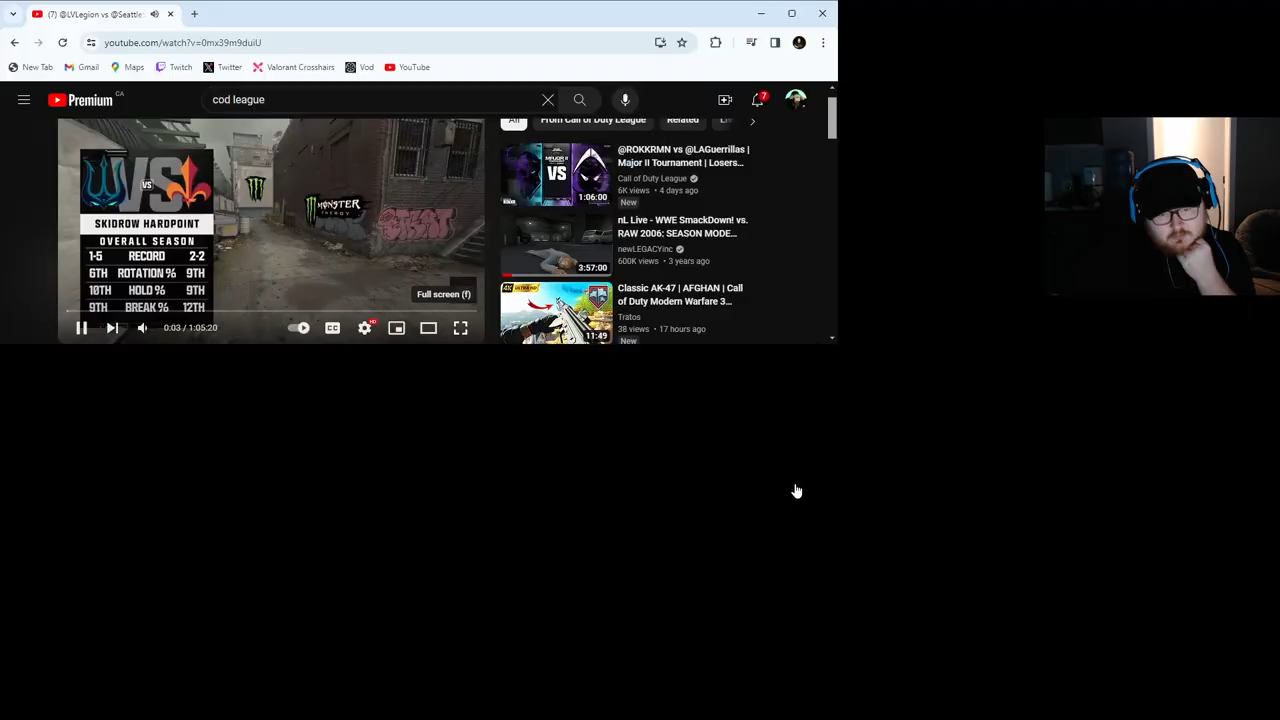 (7) @LVLegion vs @Seattle
youtube.com/watch?v=0mx39m9duiU
New Tab
Gmail
Maps
Twitch
Twitter
Valorant Crosshairs
Vod
YouTube
Premium CA
cod league
7
VS
VS
SKIDROW HARDPOINT
OVERALL SEASON
1-5 RECORD 2-2
6TH ROTATION % 9TH
10TH HOLD % 9TH
9TH BREAK % 12TH
MONSTER
ENERGY
Full screen (f)
0:03 / 1:05:20
CC
HD
All
From Call of Duty League
Related
VS
1:06:00
@ROKKRMN vs @LAGuerrillas |
Major II Tournament | Losers...
Call of Duty League
6K views • 4 days ago
New
3:57:00
nL Live - WWE SmackDown! vs.
RAW 2006: SEASON MODE...
newLEGACYinc
600K views • 3 years ago
4K
11:49
Classic AK-47 | AFGHAN | Call
of Duty Modern Warfare 3...
Tratos
38 views • 17 hours ago
New